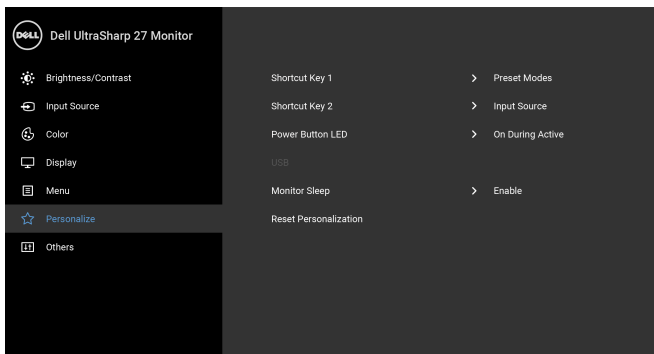 DELL Dell UltraSharp 27 Monitor
Brightness/Contrast
Input Source
Color
Display
Menu
Personalize
Others
Shortcut Key 1 > Preset Modes
Shortcut Key 2 > Input Source
Power Button LED > On During Active
USB
Monitor Sleep > Enable
Reset Personalization